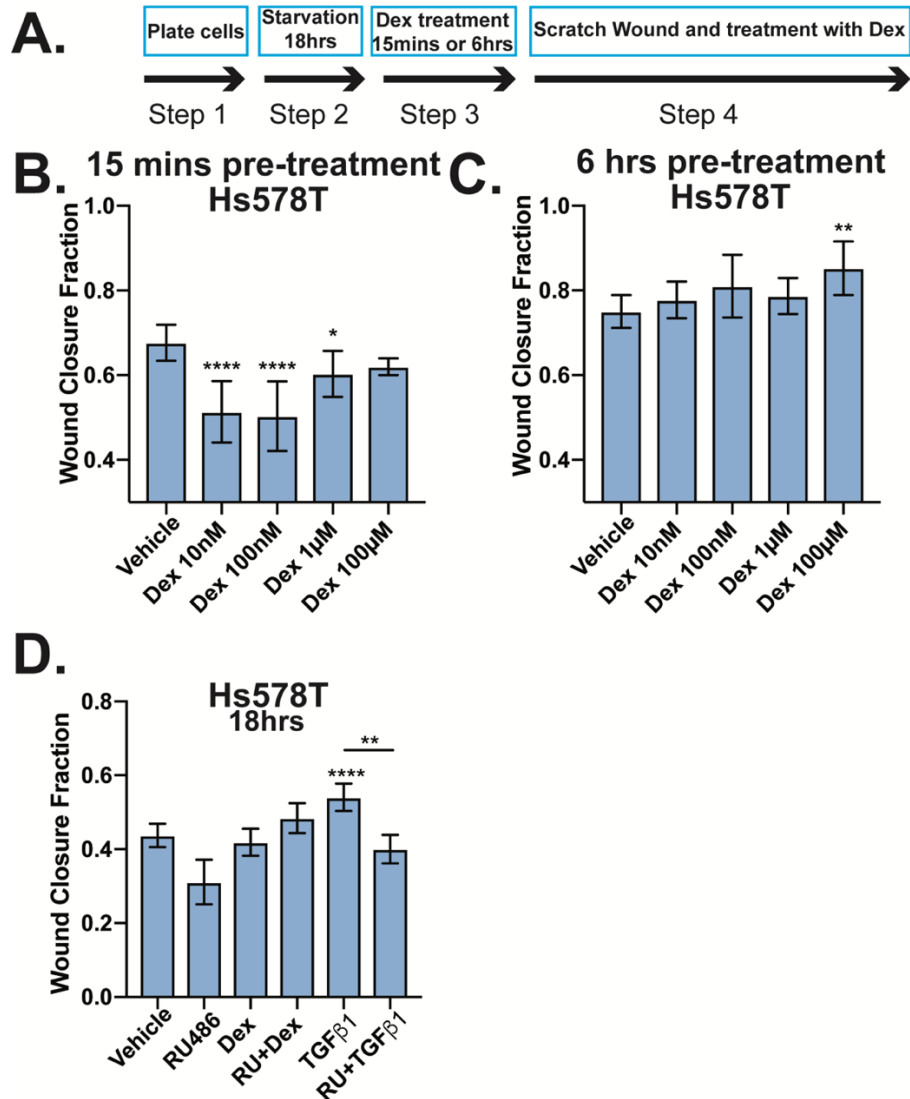 A.
Plate cells
Starvation
18hrs
Dex treatment
15mins or 6hrs
Scratch Wound and treatment with Dex
Step 1
Step 2
Step 3
Step 4
B.
15 mins pre-treatment
Hs578T
Wound Closure Fraction
1.0
0.8
0.6
0.4
****
****
*
Vehicle
Dex 10nM
Dex 100nM
Dex 1µM
Dex 100µM
C.
6 hrs pre-treatment
Hs578T
Wound Closure Fraction
1.0
0.8
0.6
0.4
**
Vehicle
Dex 10nM
Dex 100nM
Dex 1µM
Dex 100µM
D.
Hs578T
18hrs
Wound Closure Fraction
0.8
0.6
0.4
0.2
0.0
**
****
Vehicle
RU486
Dex
RU+Dex
TGFβ1
RU+TGFβ1